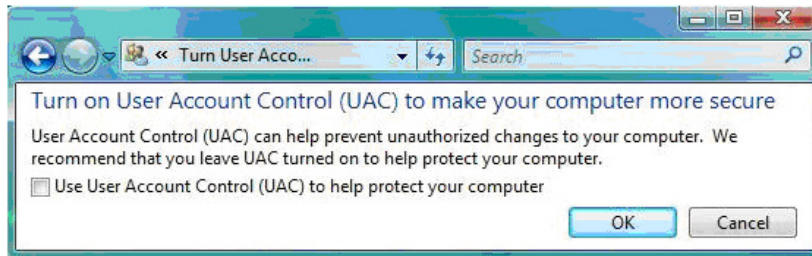 « Turn User Acco...
Search
Turn on User Account Control (UAC) to make your computer more secure
User Account Control (UAC) can help prevent unauthorized changes to your computer. We
recommend that you leave UAC turned on to help protect your computer.
Use User Account Control (UAC) to help protect your computer
OK
Cancel